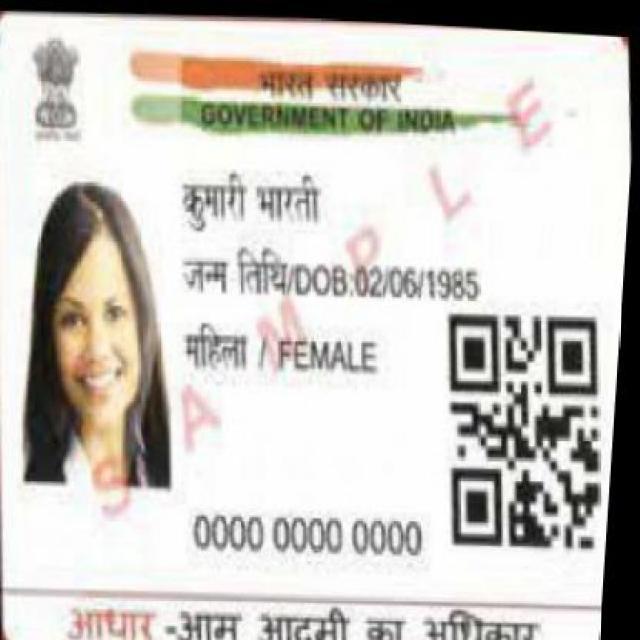 भारत सरकार
GOVERNMENT OF INDIA
कुमारी भारती
जन्म तिथि/DOB:02/06/1985
महिला / FEMALE
SAMPLE
0000 0000 0000
आधार -आम आदमी का अधिकार